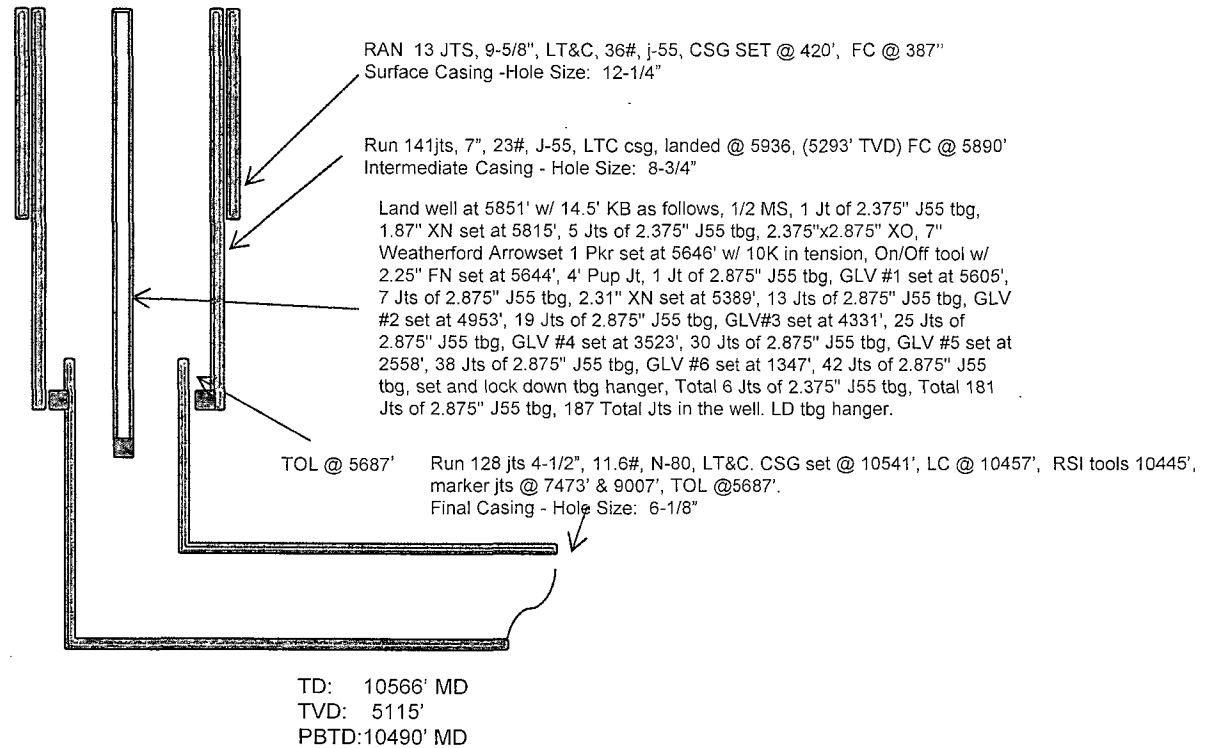 RAN 13 JTS, 9-5/8", LT&C, 36#, j-55, CSG SET @ 420', FC @ 387"
Surface Casing -Hole Size: 12-1/4"
Run 141jts, 7", 23#, J-55, LTC csg, landed @ 5936, (5293' TVD) FC @ 5890'
Intermediate Casing - Hole Size: 8-3/4"
Land well at 5851' w/ 14.5' KB as follows, 1/2 MS, 1 Jt of 2.375" J55 tbg,
1.87" XN set at 5815', 5 Jts of 2.375" J55 tbg, 2.375"x2.875" XO, 7"
Weatherford Arrowset 1 Pkr set at 5646' w/ 10K in tension, On/Off tool w/
2.25" FN set at 5644', 4' Pup Jt, 1 Jt of 2.875" J55 tbg, GLV #1 set at 5605',
7 Jts of 2.875" J55 tbg, 2.31" XN set at 5389', 13 Jts of 2.875" J55 tbg, GLV
#2 set at 4953', 19 Jts of 2.875" J55 tbg, GLV#3 set at 4331', 25 Jts of
2.875" J55 tbg, GLV #4 set at 3523', 30 Jts of 2.875" J55 tbg, GLV #5 set at
2558', 38 Jts of 2.875" J55 tbg, GLV #6 set at 1347', 42 Jts of 2.875" J55
tbg, set and lock down tbg hanger, Total 6 Jts of 2.375" J55 tbg, Total 181
Jts of 2.875" J55 tbg, 187 Total Jts in the well. LD tbg hanger.
TOL @ 5687'
Run 128 jts 4-1/2", 11.6#, N-80, LT&C. CSG set @ 10541', LC @ 10457', RSI tools 10445',
marker jts @ 7473' & 9007', TOL @5687'.
Final Casing - Hole Size: 6-1/8"
TD: 10566' MD
TVD: 5115'
PBTD:10490' MD